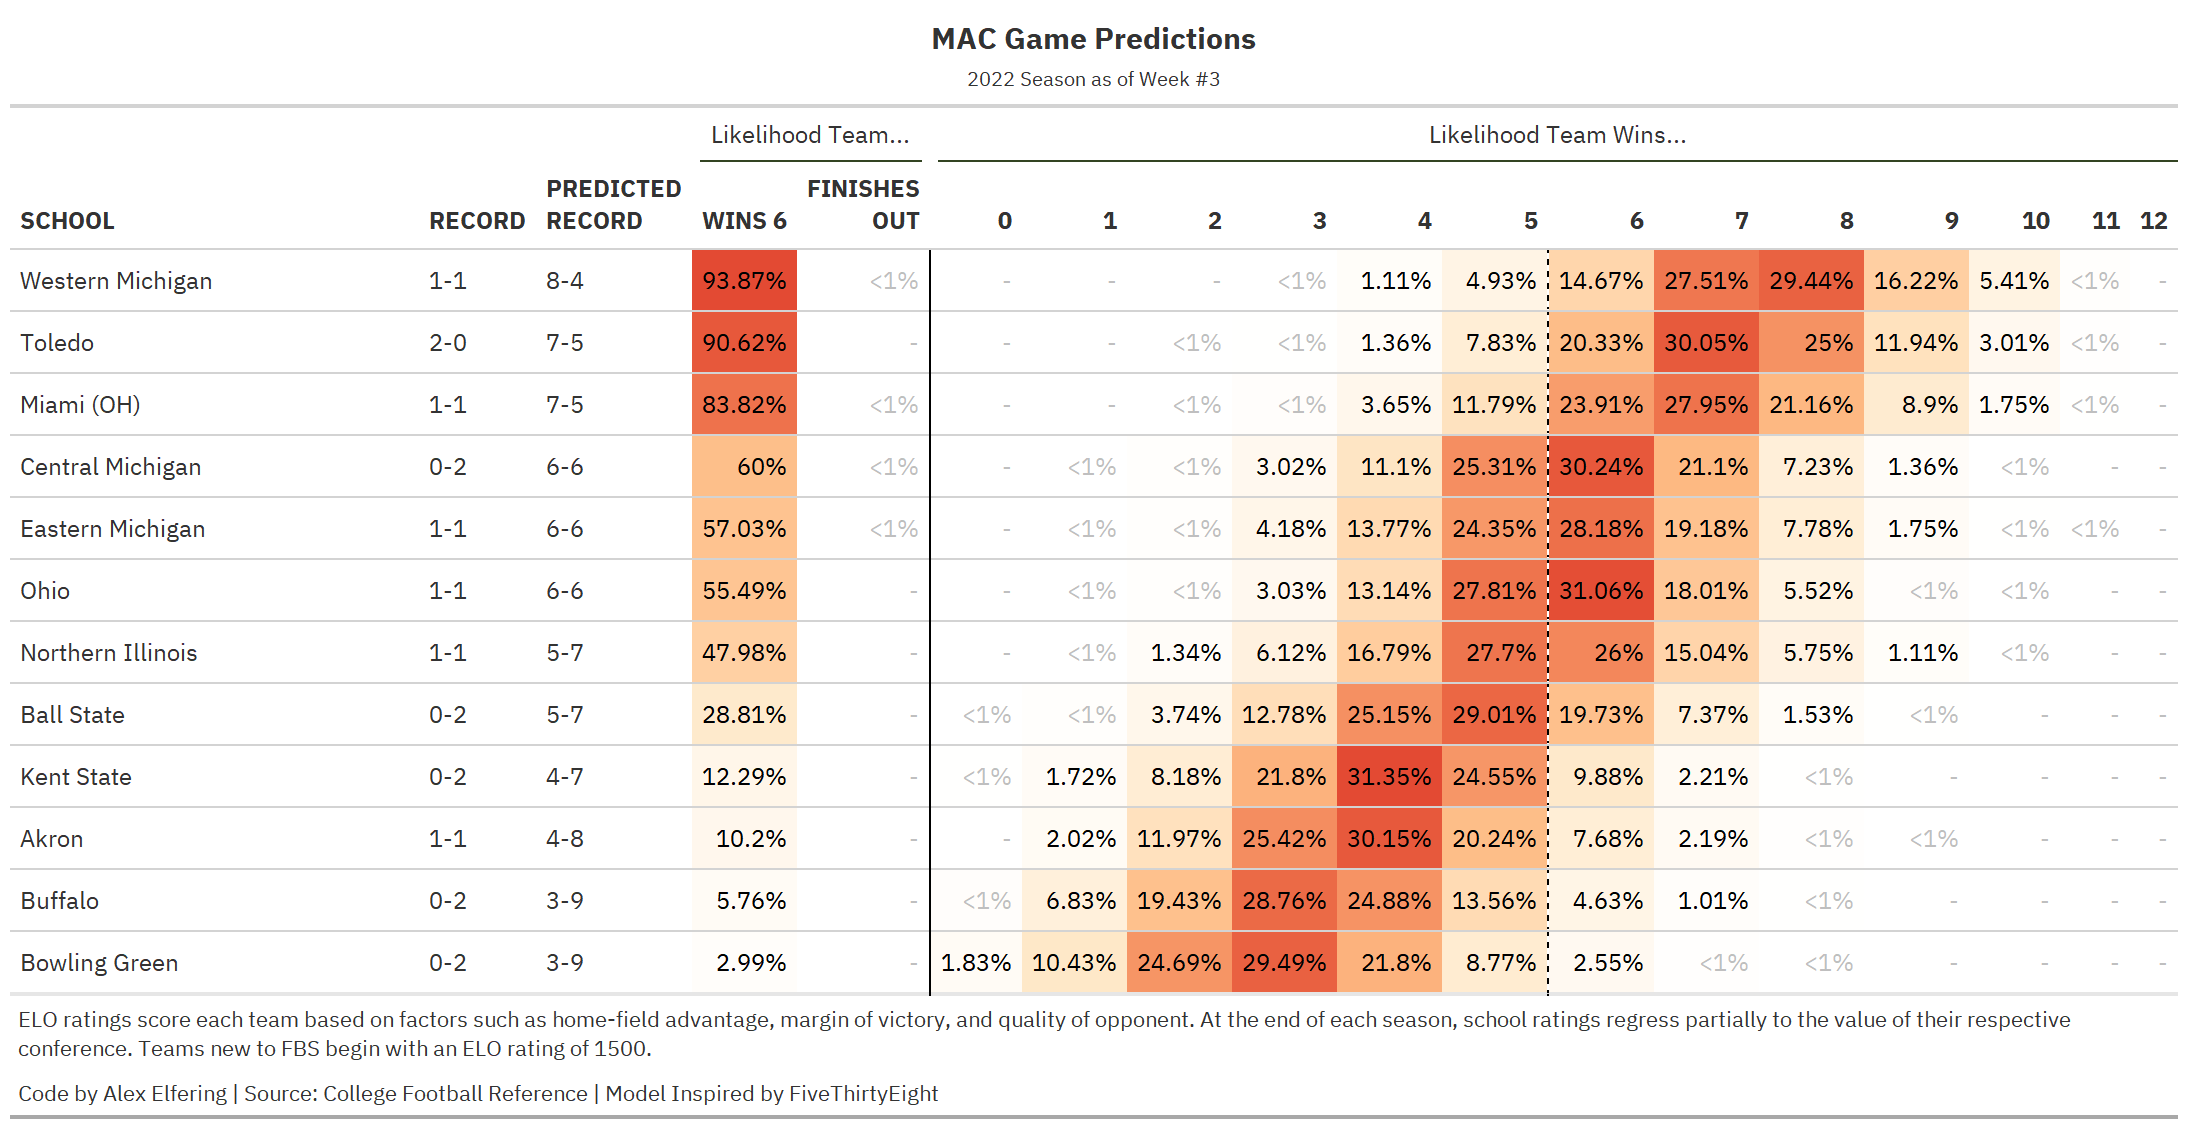 MAC Game Predictions
2022 Season as of Week #3
Likelihood Team... Likelihood Team Wins...
PREDICTED FINISHES
SCHOOL RECORD RECORD WINS 6 OUT 0 1 2 3 4 5 6 7 8 9 10 11 12
Western Michigan 1-1 8-4 93.87% <1% - - - <1% 1.11% 4.93% 14.67% 27.51% 29.44% 16.22% 5.41% <1% -
Toledo 2-0 7-5 90.62% - - - <1% <1% 1.36% 7.83% 20.33% 30.05% 25% 11.94% 3.01% <1% -
Miami (OH) 1-1 7-5 83.82% <1% - - <1% <1% 3.65% 11.79% 23.91% 27.95% 21.16% 8.9% 1.75% <1% -
Central Michigan 0-2 6-6 60% <1% - <1% <1% 3.02% 11.1% 25.31% 30.24% 21.1% 7.23% 1.36% <1% - -
Eastern Michigan 1-1 6-6 57.03% <1% - <1% <1% 4.18% 13.77% 24.35% 28.18% 19.18% 7.78% 1.75% <1% <1% -
Ohio 1-1 6-6 55.49% - - <1% <1% 3.03% 13.14% 27.81% 31.06% 18.01% 5.52% <1% <1% - -
Northern Illinois 1-1 5-7 47.98% - - <1% 1.34% 6.12% 16.79% 27.7% 26% 15.04% 5.75% 1.11% <1% - -
Ball State 0-2 5-7 28.81% - <1% <1% 3.74% 12.78% 25.15% 29.01% 19.73% 7.37% 1.53% <1% - - -
Kent State 0-2 4-7 12.29% - <1% 1.72% 8.18% 21.8% 31.35% 24.55% 9.88% 2.21% <1% - - - -
Akron 1-1 4-8 10.2% - - 2.02% 11.97% 25.42% 30.15% 20.24% 7.68% 2.19% <1% <1% - - -
Buffalo 0-2 3-9 5.76% - <1% 6.83% 19.43% 28.76% 24.88% 13.56% 4.63% 1.01% <1% - - - -
Bowling Green 0-2 3-9 2.99% - 1.83% 10.43% 24.69% 29.49% 21.8% 8.77% 2.55% <1% <1% - - - -
ELO ratings score each team based on factors such as home-field advantage, margin of victory, and quality of opponent. At the end of each season, school ratings regress partially to the value of their respective
conference. Teams new to FBS begin with an ELO rating of 1500.
Code by Alex Elfering | Source: College Football Reference | Model Inspired by FiveThirtyEight